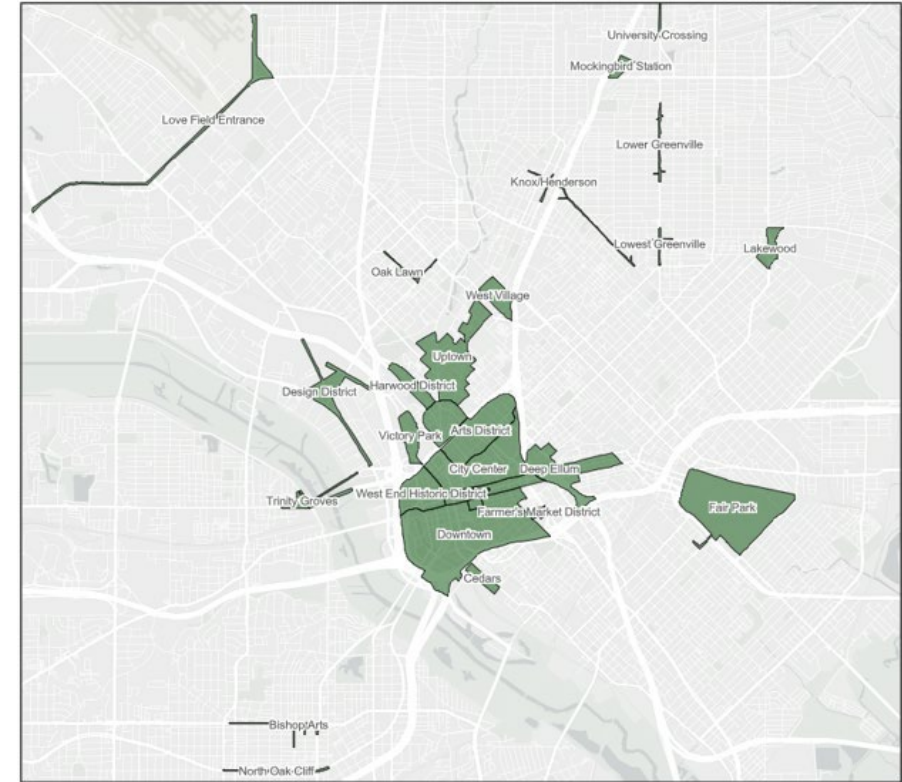 University Crossing
Mockingbird Station
Love Field Entrance
Lower Greenville
Knox/Henderson
Lowest Greenville
Lakewood
Oak Lawn
West Village
Uptown
Design District
Harwood District
Victory Park
Arts District
City Center
Deep Ellum
Trinity Groves
West End Historic District
Farmer's Market District
Fair Park
Downtown
Cedars
Bishop Arts
North Oak Cliff